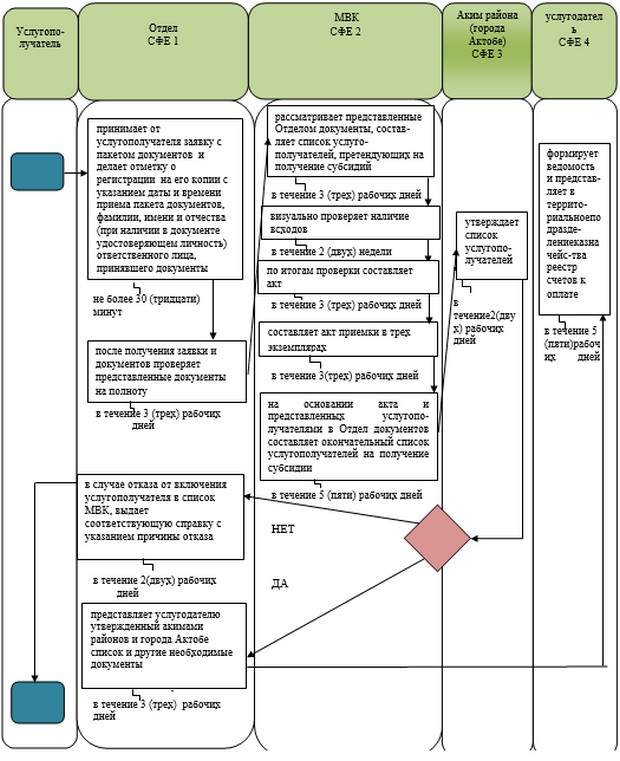 Услугопо-
лучатель
Отдел
СФЕ 1
МВК
СФЕ 2
Аким района
(города
Актобе)
СФЕ 3
услугодател
ь
СФЕ 4
принимает от
услугополучателя заявку с
пакетом документов и
делает отметку о
регистрации на его копии с
указанием даты и времени
приема пакета документов,
фамилии, имени и отчества
(при наличии в документе
удостоверяющем личность)
ответственного лица,
принявшего документы
не более 30 (тридцати)
минут
после получения заявки и
документов проверяет
представленные документы
на полноту
в течение 3 (трех) рабочих
дней
в случае отказа от включения
услугополучателя в список
МВК, выдает
соответствующую справку с
указанием причины отказа
в течение 2(двух) рабочих
дней
представляет услугодателю
утвержденный акимами
районов и города Актобе
список и другие необходимые
документы
в течение 3 (трех) рабочих
дней
рассматривает представленные
Отделом документы, состав-
ляет список услуго-
получателей, претендующих на
получение субсидий
в течение 3 (трех) рабочих дней
визуально проверяет наличие
всходов
в течение 2 (двух) недели
по итогам проверки составляет
акт
в течение 3 (трех) рабочих дней
составляет акт приемки в трех
экземплярах
в течение 3(трех) рабочих дней
на основании акта и
представленных услугопо-
лучателями в Отдел документов
составляет окончательный список
услугополучателей на получение
субсидии
в течение 5 (пяти) рабочих дней
НЕТ
ДА
утверждает
список
услугопо-
лучателей
в
течение2(дву
х) рабочих
дней
формирует
ведомость
и представ-
ляет в
террито-
риальноепо
дразде-
лениеказна
чейс-тва
реестр
счетов к
оплате
в течение 5
(пяти)рабоч
их дней